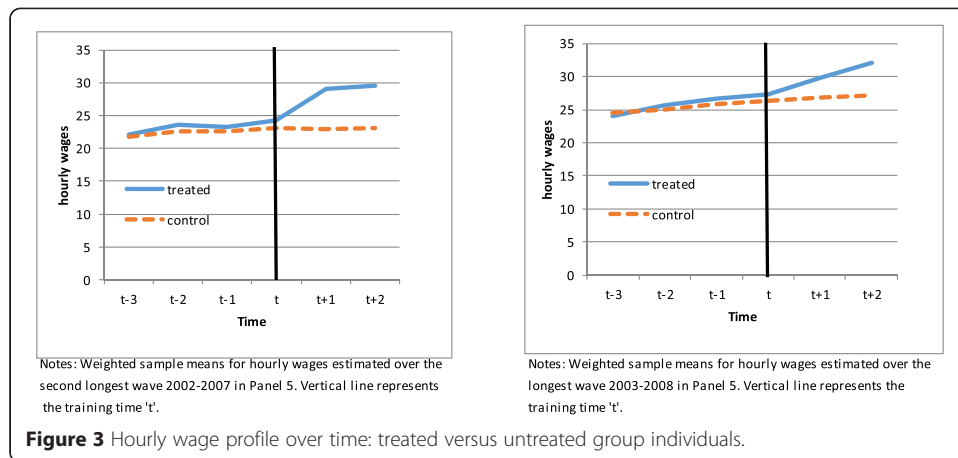 35
30
25
20
15
10
5
0
hourly wages
treated
control
t-3 t-2 t-1 t t+1 t+2
Time
Notes: Weighted sample means for hourly wages estimated over the
second longest wave 2002-2007 in Panel 5. Vertical line represents
the training time 't'.
35
30
25
20
15
10
5
0
hourly wages
treated
control
t-3 t-2 t-1 t t+1 t+2
Time
Notes: Weighted sample means for hourly wages estimated over the
longest wave 2003-2008 in Panel 5. Vertical line represents the
training time 't'.
Figure 3 Hourly wage profile over time: treated versus untreated group individuals.